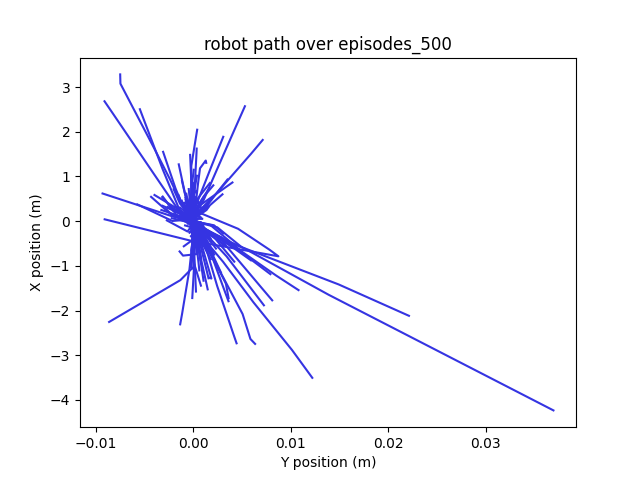 robot path over episodes_500
3
2
1
0
−1
−2
−3
−4
X position (m)
−0.01 0.00 0.01 0.02 0.03
Y position (m)